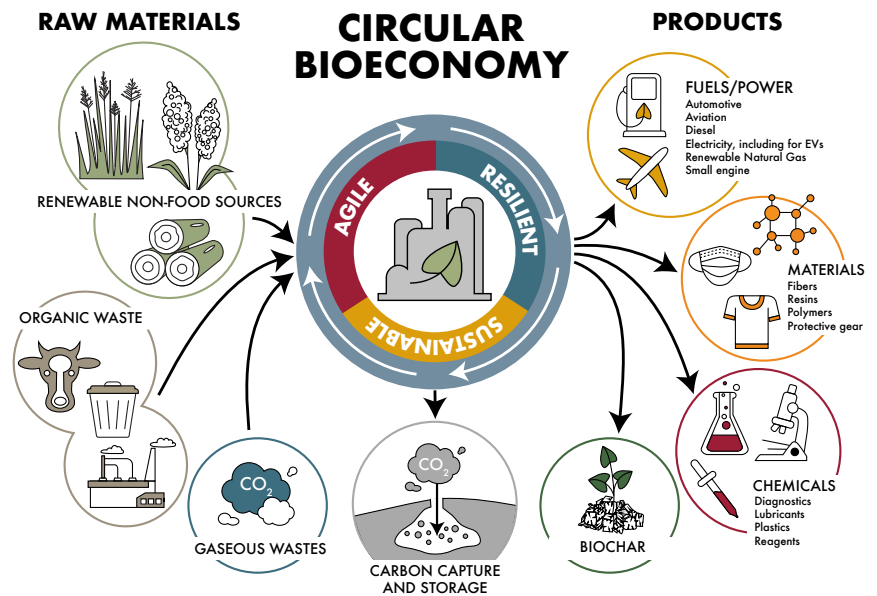 RAW MATERIALS
CIRCULAR
BIOECONOMY
PRODUCTS
RENEWABLE NON-FOOD SOURCES
ORGANIC WASTE
CO2
GASEOUS WASTES
AGILE
RESILIENT
SUSTAINABLE
CO2
CARBON CAPTURE
AND STORAGE
FUELS/POWER
Automotive
Aviation
Diesel
Electricity, including for EVs
Renewable Natural Gas
Small engine
MATERIALS
Fibers
Resins
Polymers
Protective gear
CHEMICALS
Diagnostics
Lubricants
Plastics
Reagents
BIOCHAR